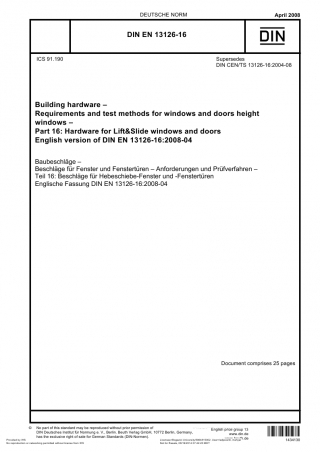 DEUTSCHE NORM
April 2008
DIN EN 13126-16
DIN
ICS 91.190
Supersedes
DIN CEN/TS 13126-16:2004-08
Building hardware –
Requirements and test methods for windows and doors height
windows –
Part 16: Hardware for Lift&Slide windows and doors
English version of DIN EN 13126-16:2008-04
Baubeschläge –
Beschläge für Fenster und Fenstertüren – Anforderungen und Prüfverfahren –
Teil 16: Beschläge für Hebeschiebe-Fenster und -Fenstertüren
Englische Fassung DIN EN 13126-16:2008-04
Document comprises 25 pages
© No part of this standard may be reproduced without prior permission of
DIN Deutsches Institut für Normung e. V., Berlin. Beuth Verlag GmbH, 10772 Berlin, Germany,
has the exclusive right of sale for German Standards (DIN-Normen).
English price group 13
www.din.de